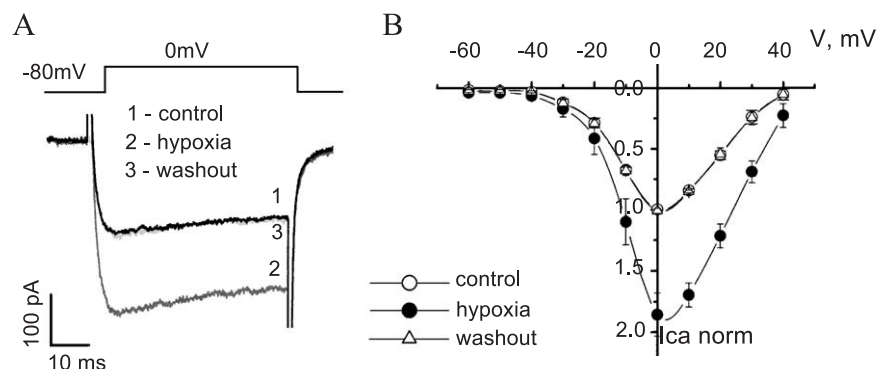 A
0mV
-80mV
1 - control
2 - hypoxia
3 - washout
1
3
2
100 pA
10 ms
B
-60 -40 -20 0 20 40 V, mV
0.0
0.5
1.0
1.5
2.0
Ica norm
control
hypoxia
washout